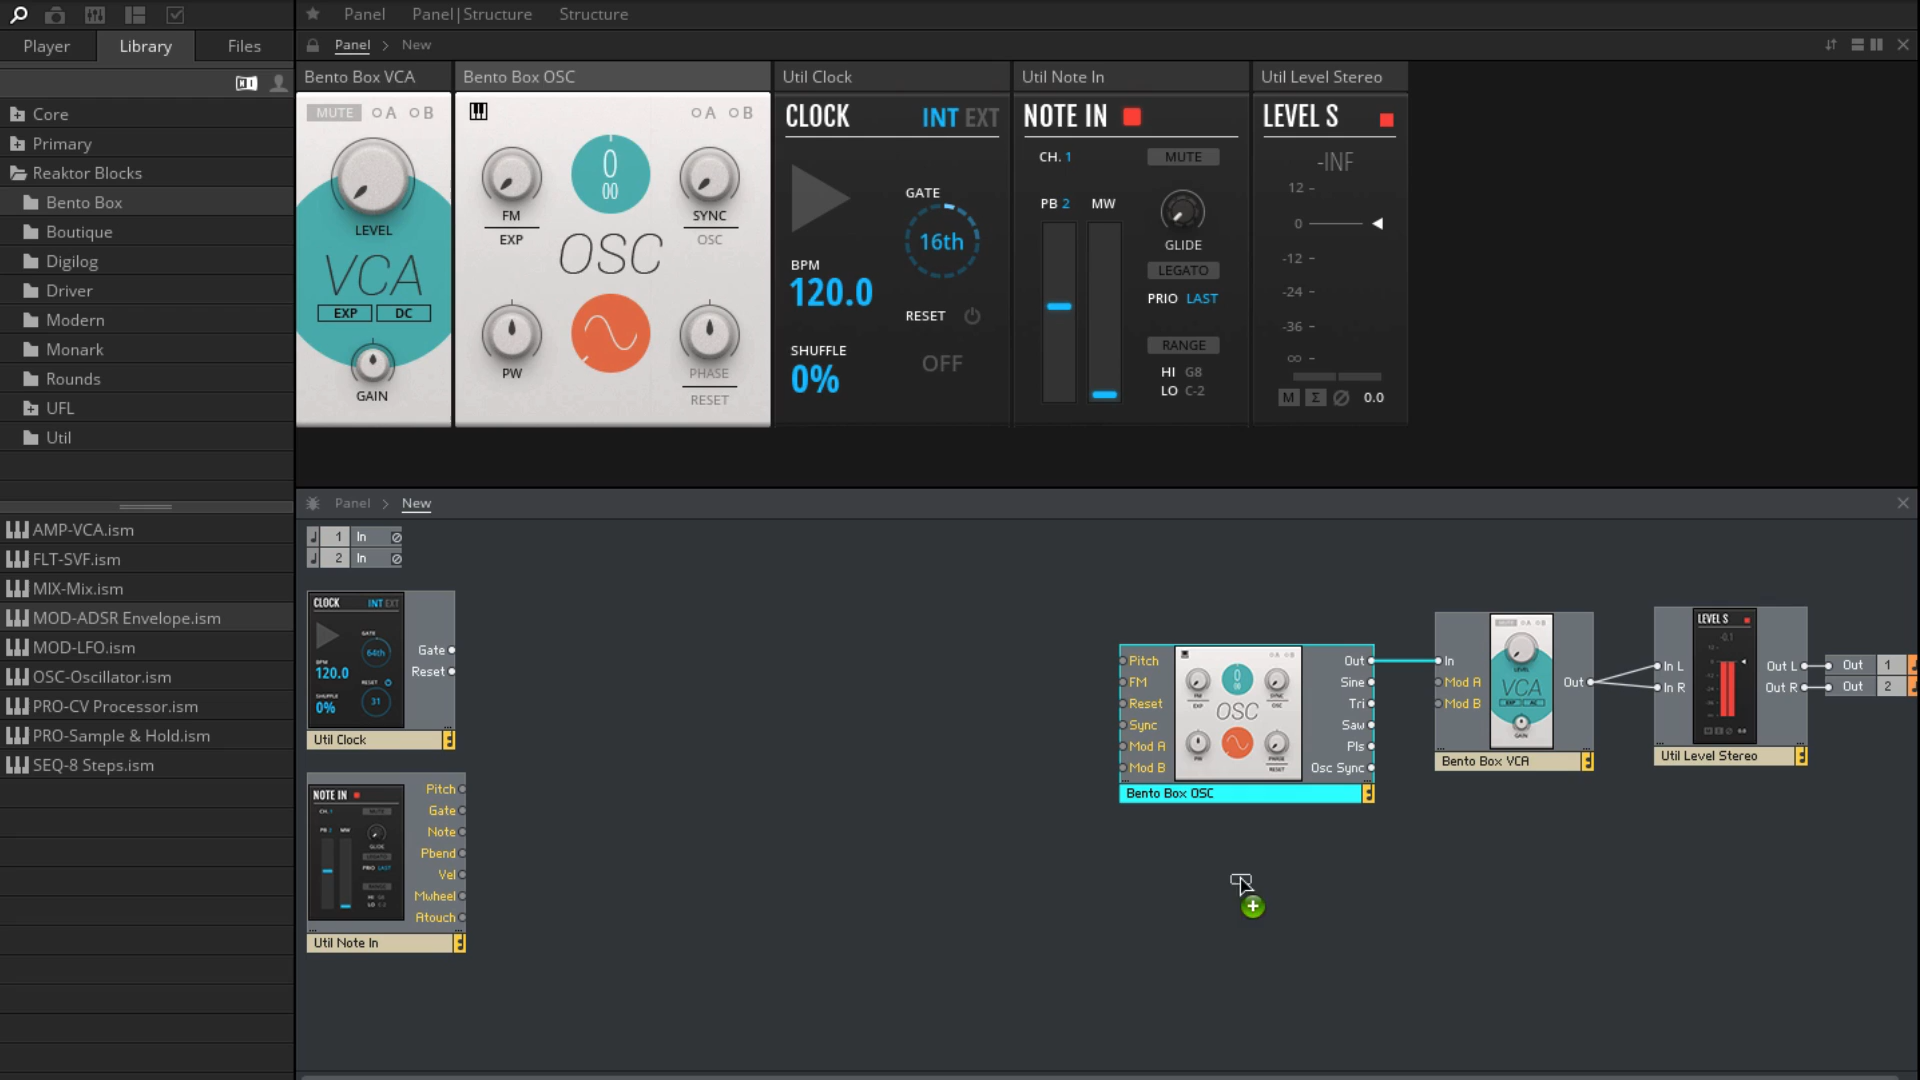 Panel
Panel|Structure
Structure
Player
Library
Files
Panel
New
Core
Primary
Reaktor Blocks
Bento Box
Boutique
Digilog
Driver
Modern
Monark
Rounds
UFL
Util
AMP-VCA.ism
FLT-SVF.ism
MIX-Mix.ism
MOD-ADSR Envelope.ism
MOD-LFO.ism
OSC-Oscillator.ism
PRO-CV Processor.ism
PRO-Sample & Hold.ism
SEQ-8 Steps.ism
Bento Box VCA
MUTE A B
LEVEL
VCA
EXP DC
GAIN
Bento Box OSC
A B
0
00
FM
EXP
SYNC
OSC
OSC
PW
PHASE
RESET
Util Clock
CLOCK INT EXT
GATE
16th
BPM
120.0
RESET
SHUFFLE
0%
OFF
Util Note In
NOTE IN
CH. 1 MUTE
PB 2 MW
GLIDE
LEGATO
PRIO LAST
RANGE
HI G8
LO C-2
Util Level Stereo
LEVEL S
-INF
12
0
-12
-24
-36
∞
M Σ 0.0
Panel
New
1 In
2 In
CLOCK INT EXT
GATE
64th
BPM
120.0
RESET
SHUFFLE
0%
31
Gate
Reset
Util Clock
NOTE IN
Pitch
Gate
Note
Pbend
Vel
Mwheel
Atouch
Util Note In
Pitch
FM
Reset
Sync
Mod A
Mod B
OSC
Out
Sine
Tri
Saw
Pls
Osc Sync
Bento Box OSC
In
Mod A
Mod B
VCA
Out
Bento Box VCA
In L
In R
LEVEL S
-0.1
Out L
Out R
Util Level Stereo
Out 1
Out 2